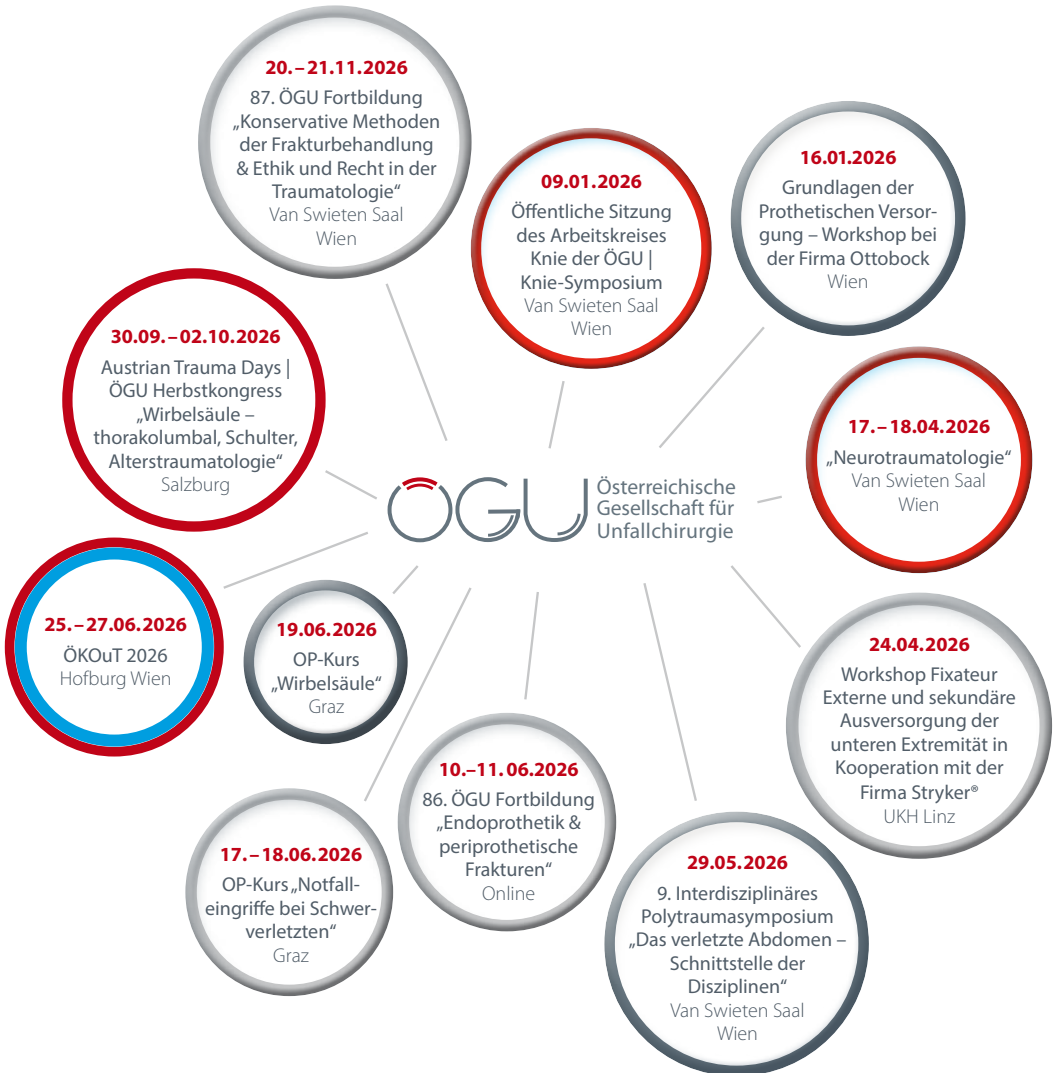 20.–21.11.2026
87. ÖGU Fortbildung
„Konservative Methoden
der Frakturbehandlung
& Ethik und Recht in der
Traumatologie“
Van Swieten Saal
Wien
09.01.2026
Öffentliche Sitzung
des Arbeitskreises
Knie der ÖGU |
Knie-Symposium
Van Swieten Saal
Wien
16.01.2026
Grundlagen der
Prothetischen Versor-
gung – Workshop bei
der Firma Ottobock
Wien
30.09.–02.10.2026
Austrian Trauma Days |
ÖGU Herbstkongress
„Wirbelsäule –
thorakolumbal, Schulter,
Alterstraumatologie“
Salzburg
17.–18.04.2026
„Neurotraumatologie“
Van Swieten Saal
Wien
ÖGU
Österreichische
Gesellschaft für
Unfallchirurgie
25.–27.06.2026
ÖKOuT 2026
Hofburg Wien
19.06.2026
OP-Kurs
„Wirbelsäule“
Graz
24.04.2026
Workshop Fixateur
Externe und sekundäre
Ausversorgung der
unteren Extremität in
Kooperation mit der
Firma Stryker®
UKH Linz
17.–18.06.2026
OP-Kurs „Notfall-
eingriffe bei Schwer-
verletzten“
Graz
10.–11.06.2026
86. ÖGU Fortbildung
„Endoprothetik &
periprothetische
Frakturen“
Online
29.05.2026
9. Interdisziplinäres
Polytraumasymposium
„Das verletzte Abdomen –
Schnittstelle der
Disziplinen“
Van Swieten Saal
Wien